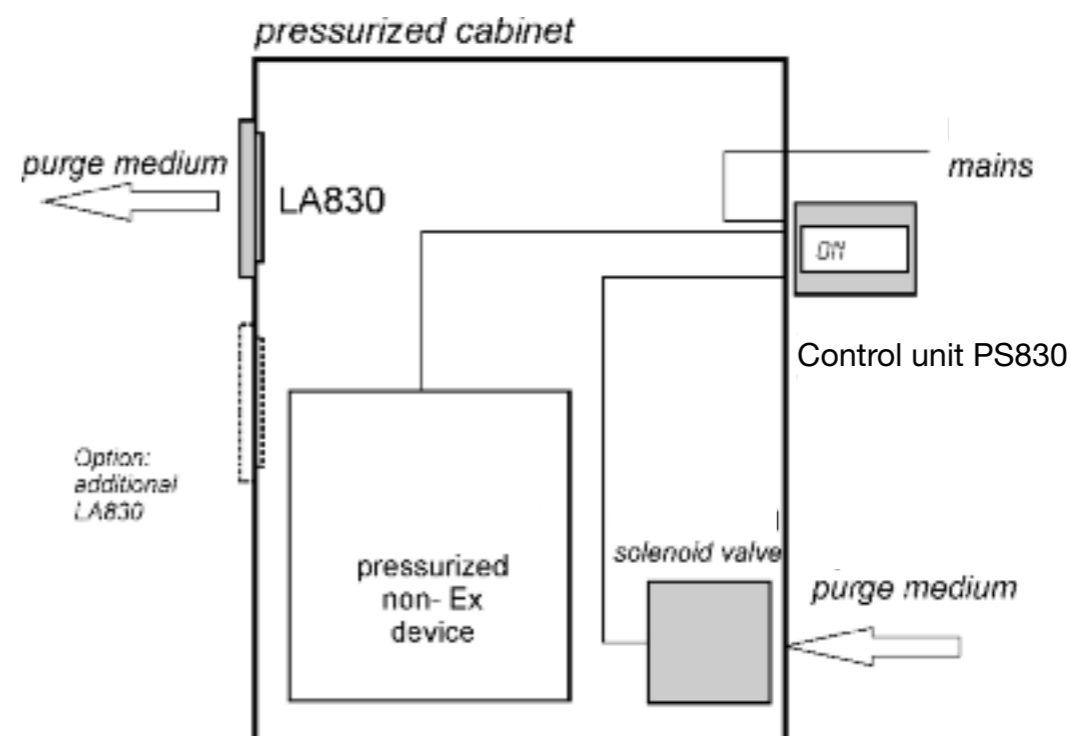 pressurized cabinet
purge medium
LA830
mains
Off
Control unit PS830
Option:
additional
LA830
pressurized
non- Ex
device
solenoid valve
purge medium